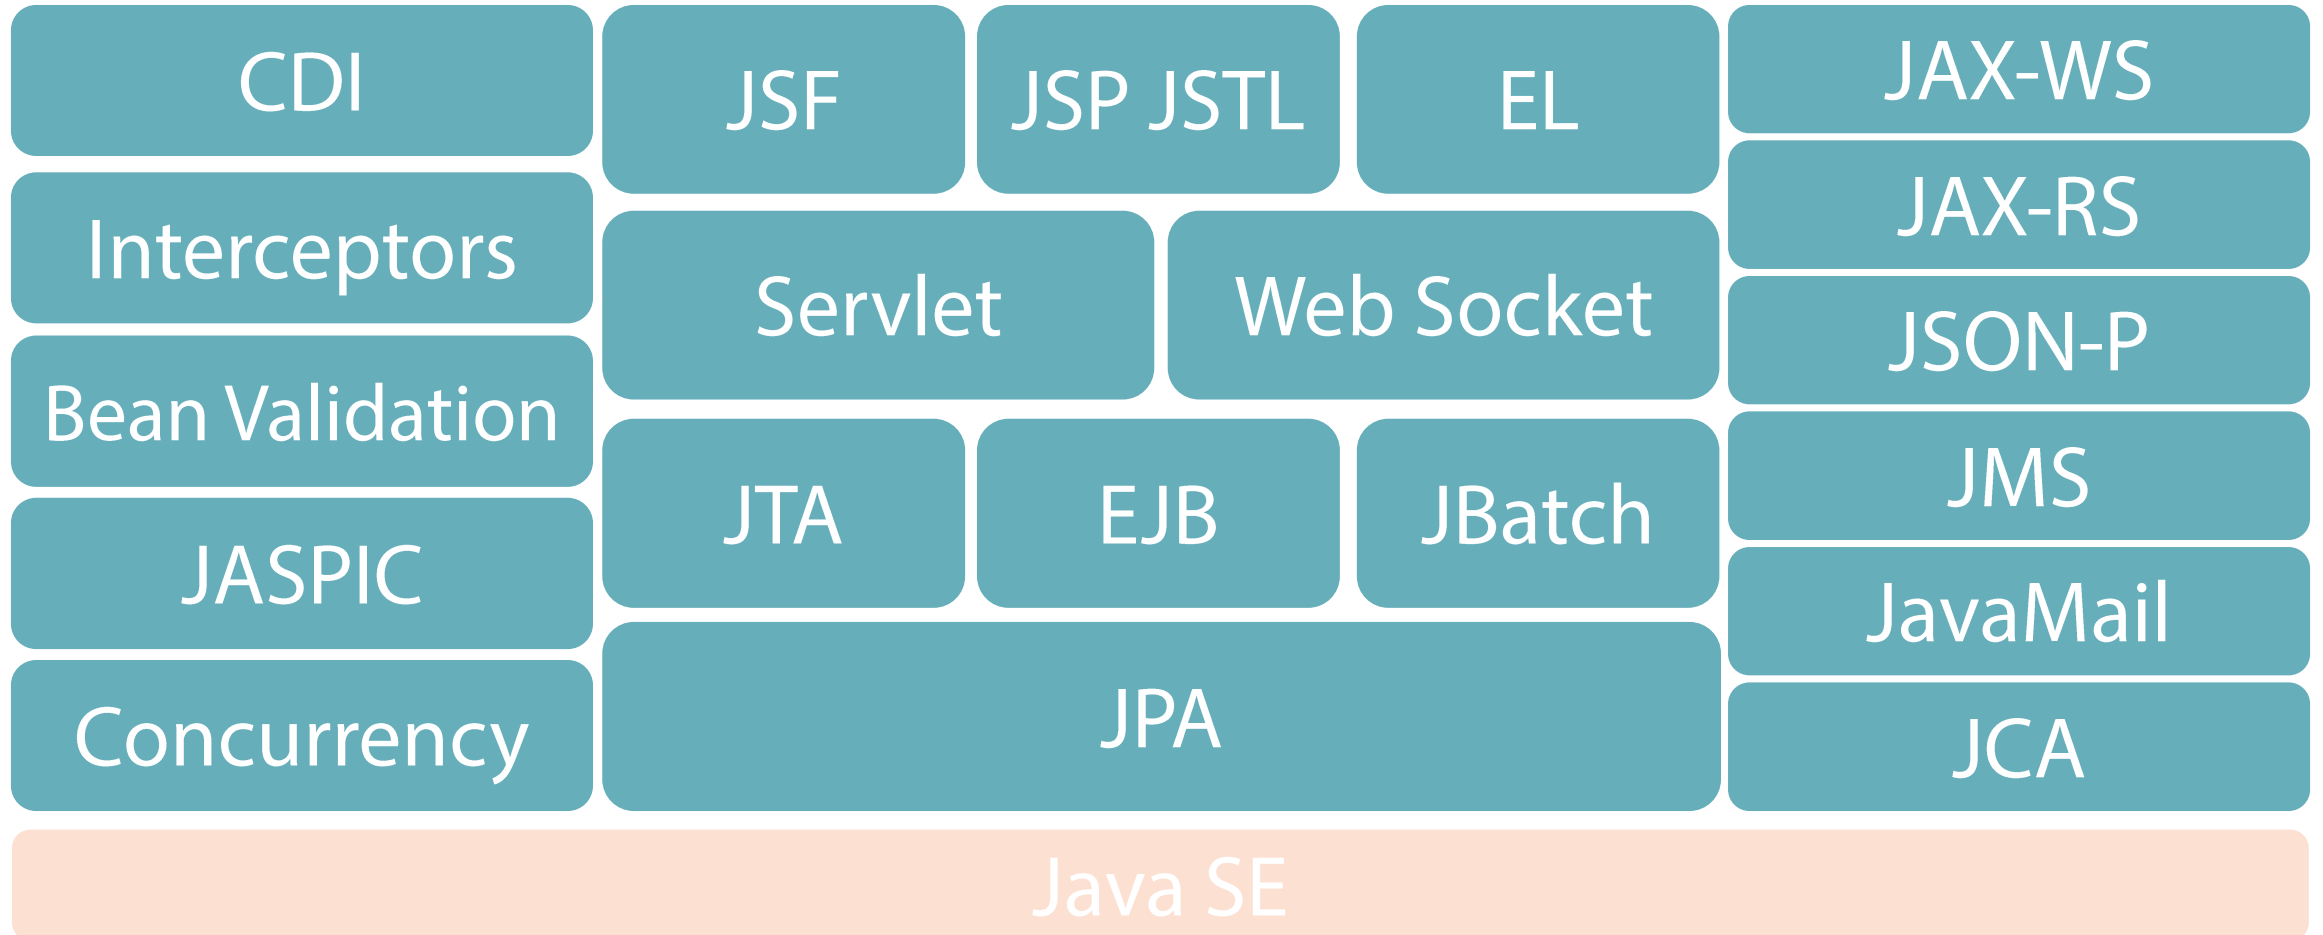 CDI
Interceptors
Bean Validation
JASPIC
Concurrency
JSF
JSP JSTL
EL
Servlet
Web Socket
JTA
EJB
JBatch
JPA
JAX-WS
JAX-RS
JSON-P
JMS
JavaMail
JCA
Java SE